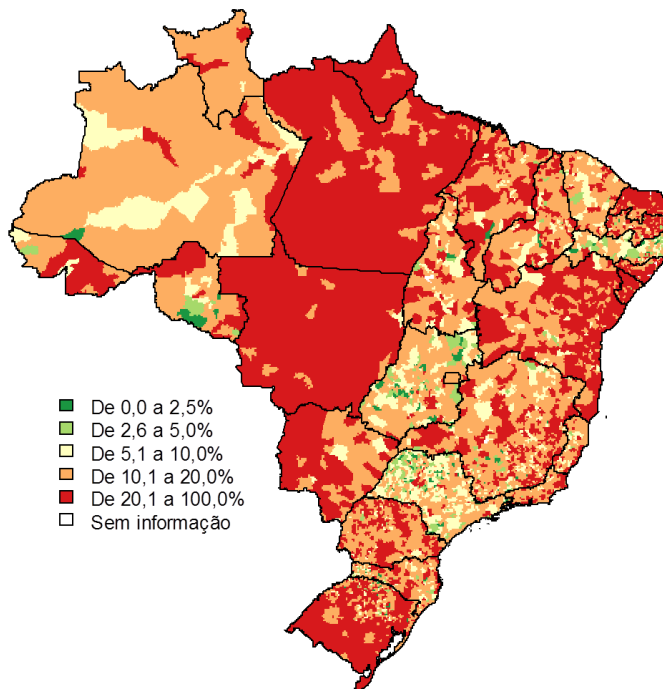 De 0,0 a 2,5%
De 2,6 a 5,0%
De 5,1 a 10,0%
De 10,1 a 20,0%
De 20,1 a 100,0%
Sem informação